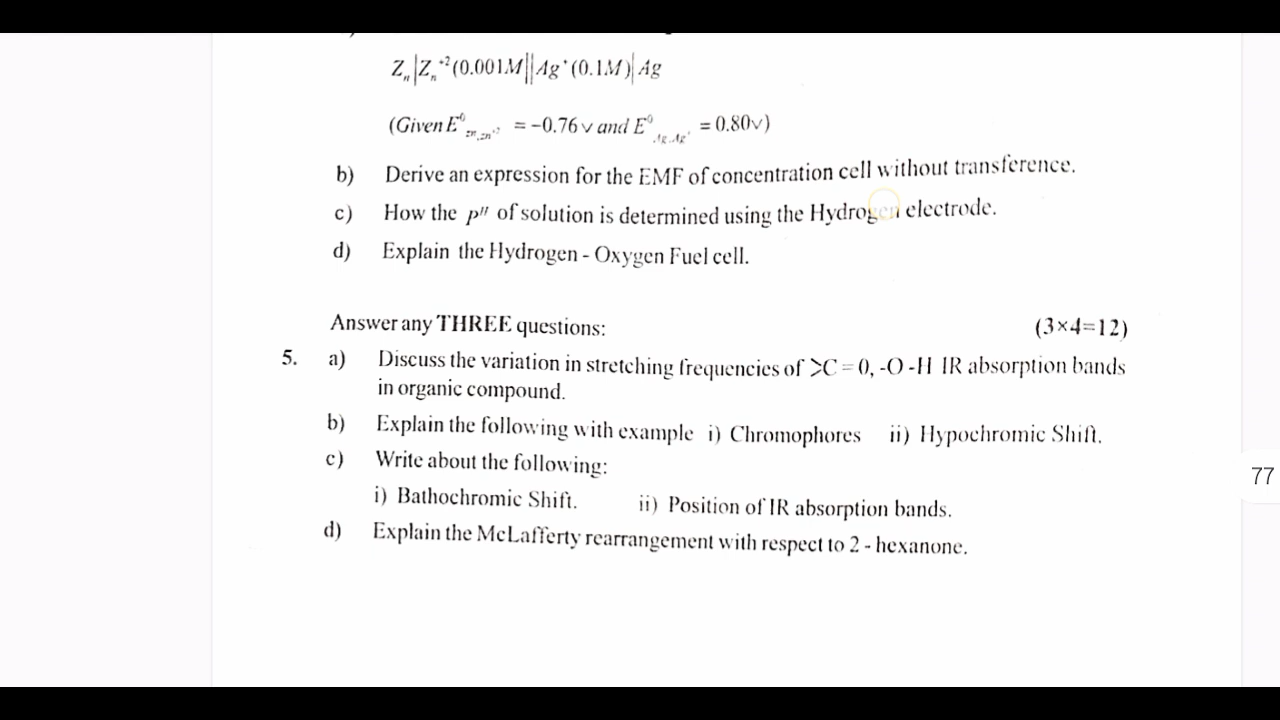 Zn|Zn⁺²(0.001M||Ag⁺(0.1M)|Ag
(Given E⁰ zn,zn⁺² = −0.76 v and E⁰ Ag,Ag⁺ = 0.80v)
b) Derive an expression for the EMF of concentration cell without transference.
c) How the pᴴ of solution is determined using the Hydrogen electrode.
d) Explain the Hydrogen - Oxygen Fuel cell.
Answer any THREE questions: (3×4=12)
5. a) Discuss the variation in stretching frequencies of >C = 0, -O -H IR absorption bands
in organic compound.
b) Explain the following with example i) Chromophores ii) Hypochromic Shift.
c) Write about the following:
i) Bathochromic Shift. ii) Position of IR absorption bands.
77
d) Explain the McLafferty rearrangement with respect to 2 - hexanone.